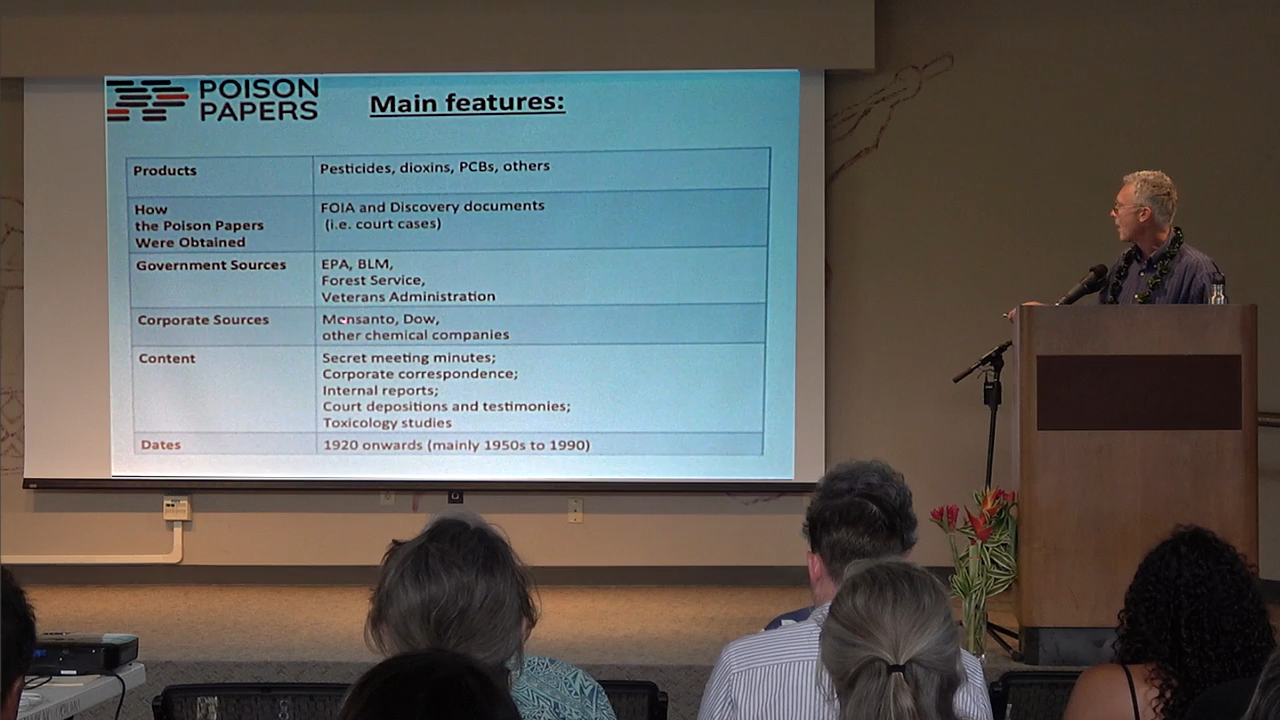 POISON
PAPERS
Main features:
Products
Pesticides, dioxins, PCBs, others
How
the Poison Papers
Were Obtained
FOIA and Discovery documents
(i.e. court cases)
Government Sources
EPA, BLM,
Forest Service,
Veterans Administration
Corporate Sources
Monsanto, Dow,
other chemical companies
Content
Secret meeting minutes;
Corporate correspondence;
Internal reports;
Court depositions and testimonies;
Toxicology studies
Dates
1920 onwards (mainly 1950s to 1990)